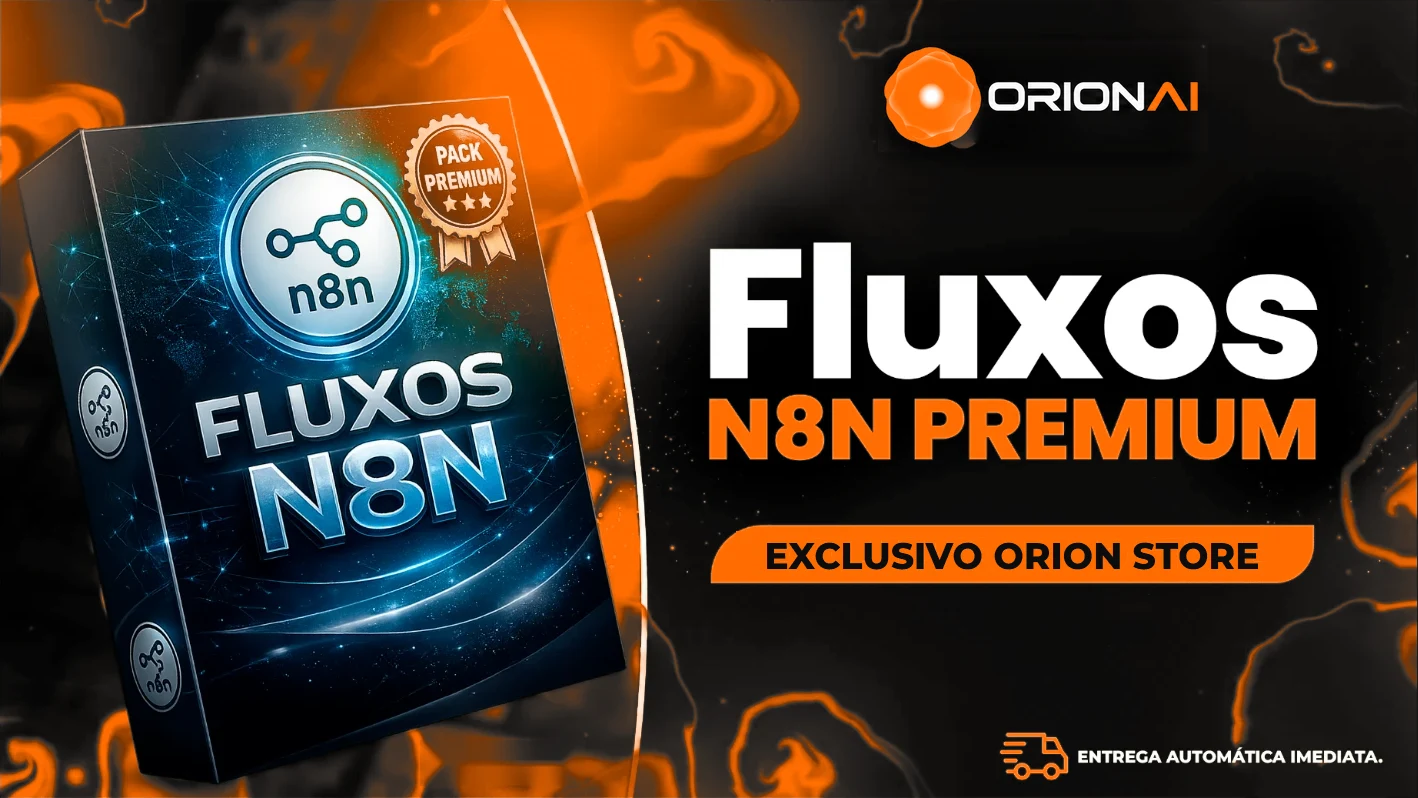 ORIONAI
PACK
PREMIUM
n8n
FLUXOS
N8N
n8n
n8n
Fluxos
N8N PREMIUM
EXCLUSIVO ORION STORE
ENTREGA AUTOMÁTICA IMEDIATA.